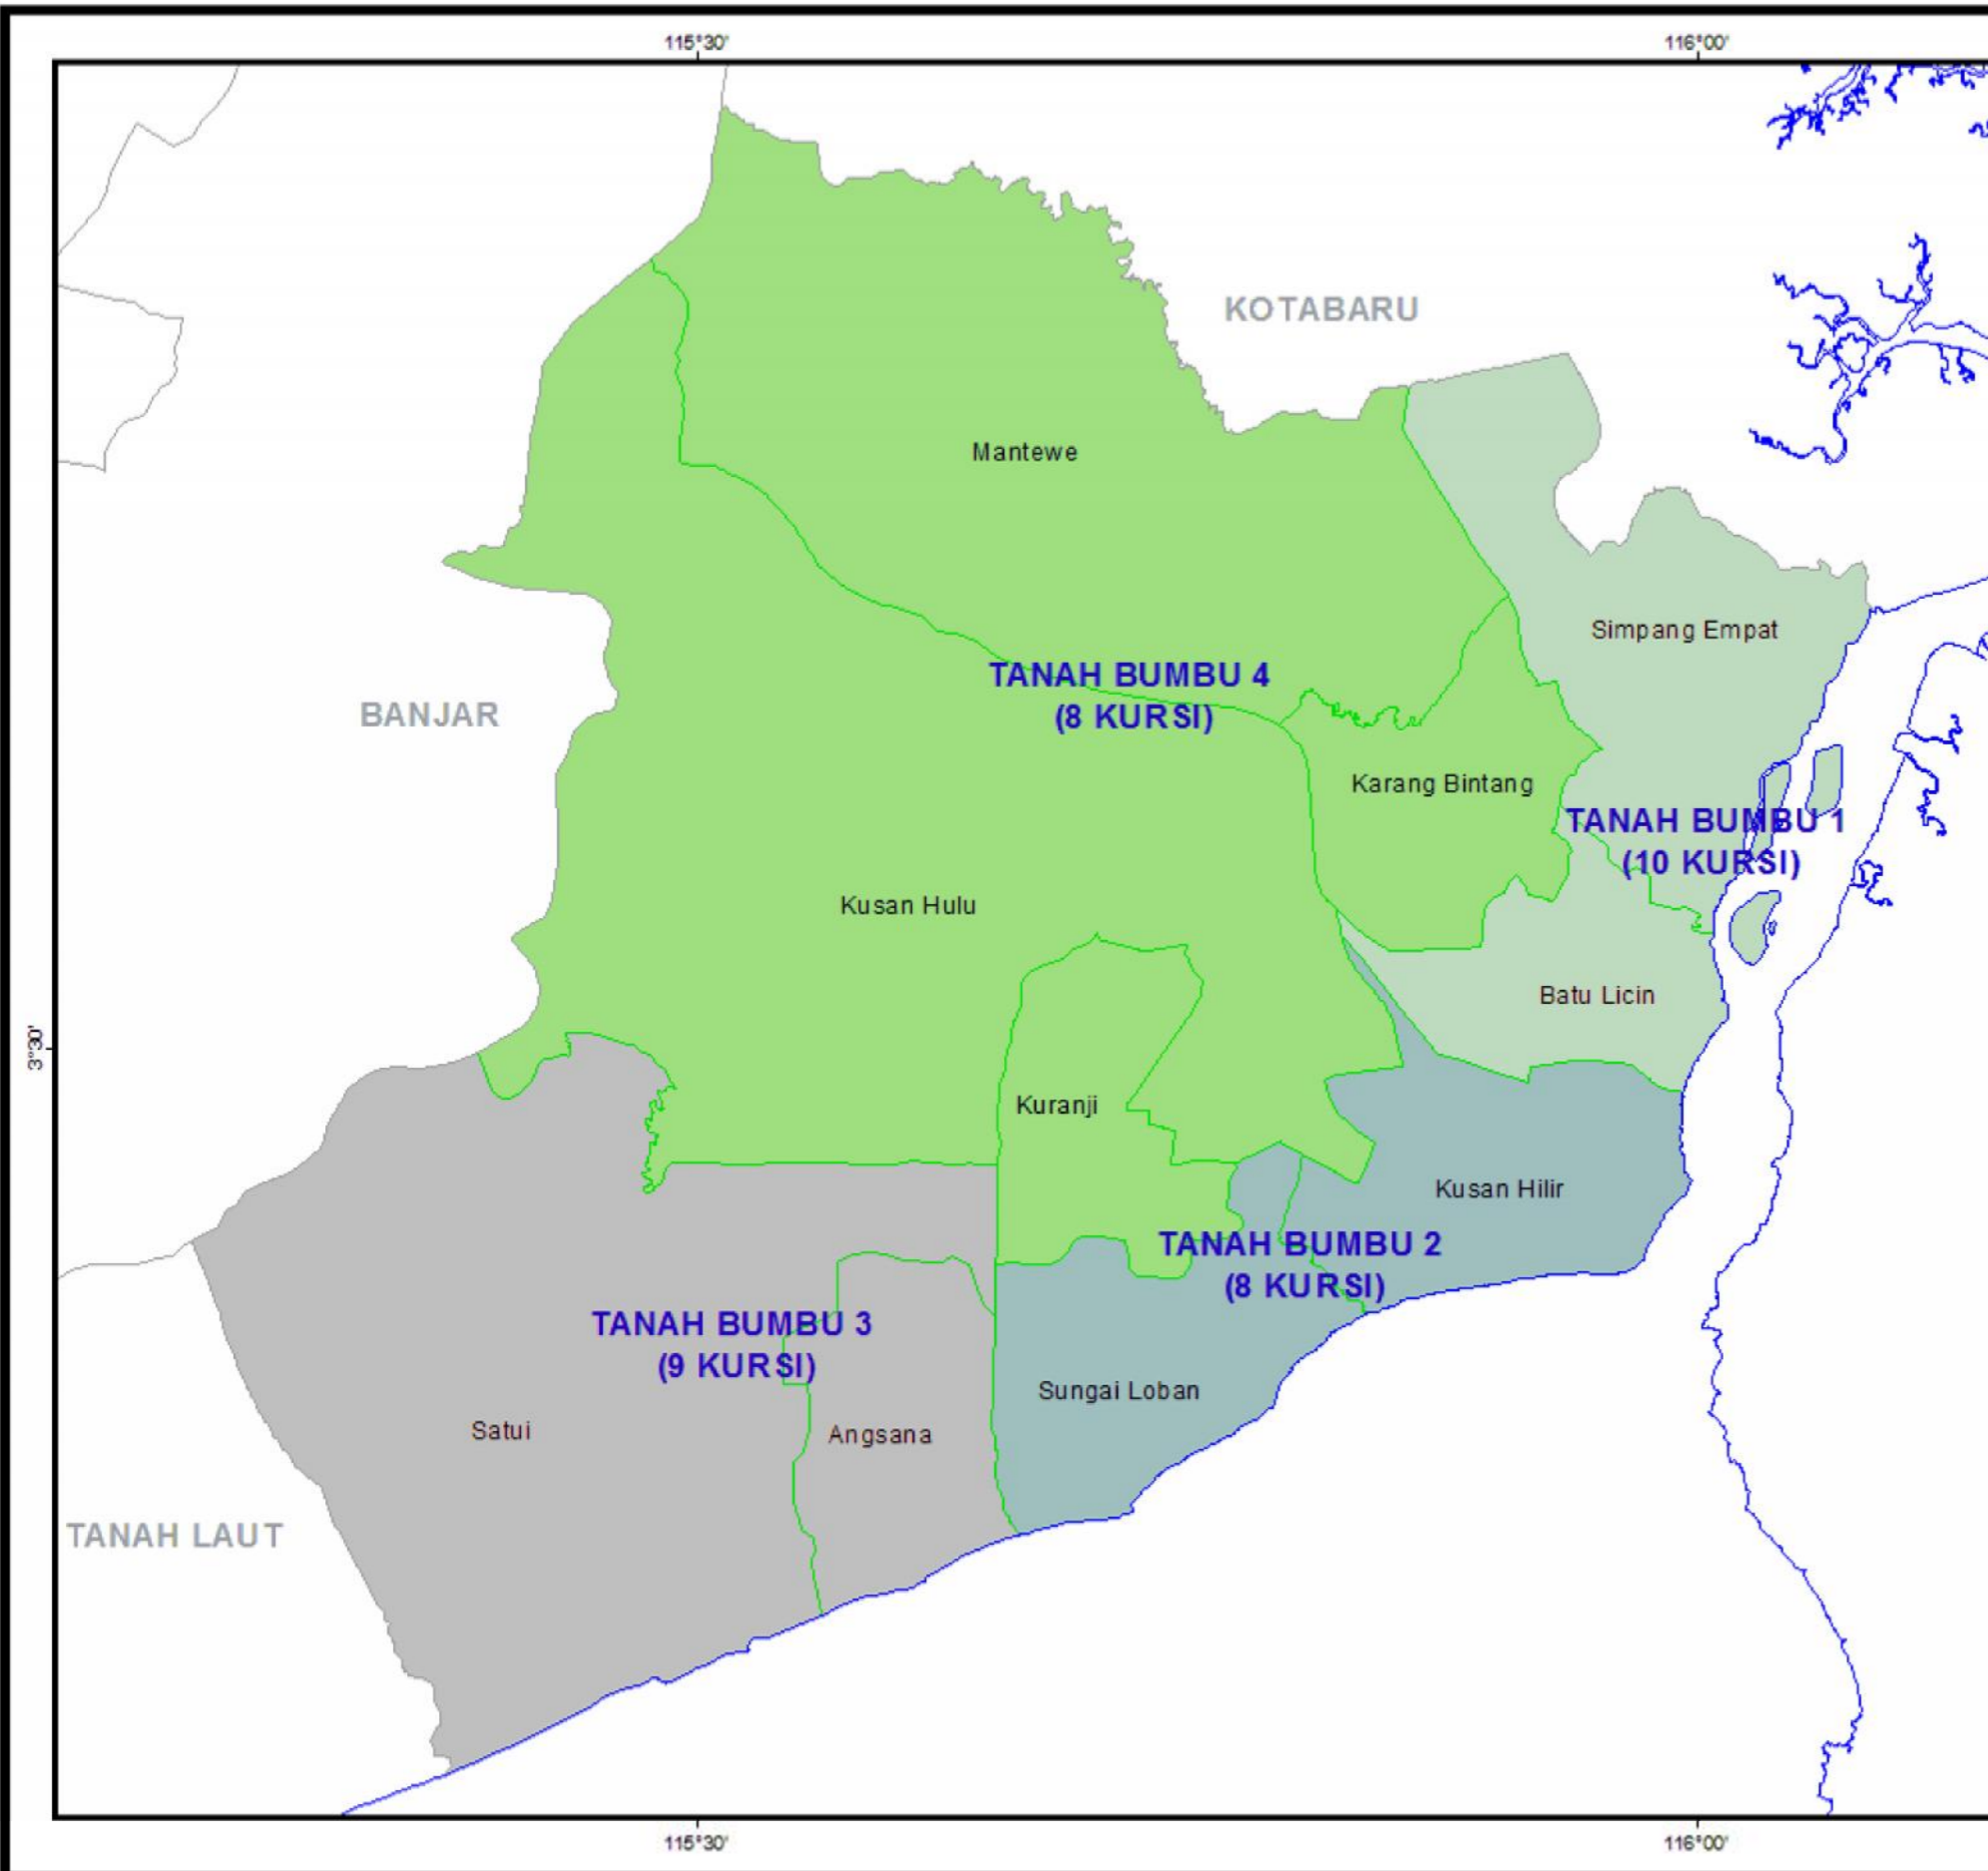 115°30'
116°00'
KOTABARU
Mantewe
Simpang Empat
TANAH BUMBU 4
(8 KURSI)
BANJAR
Karang Bintang
TANAH BUMBU 1
(10 KURSI)
Kusan Hulu
Batu Licin
3°30'
Kuranji
Kusan Hilir
TANAH BUMBU 2
(8 KURSI)
TANAH BUMBU 3
(9 KURSI)
Sungai Loban
Satui
Angsana
TANAH LAUT
115°30'
116°00'